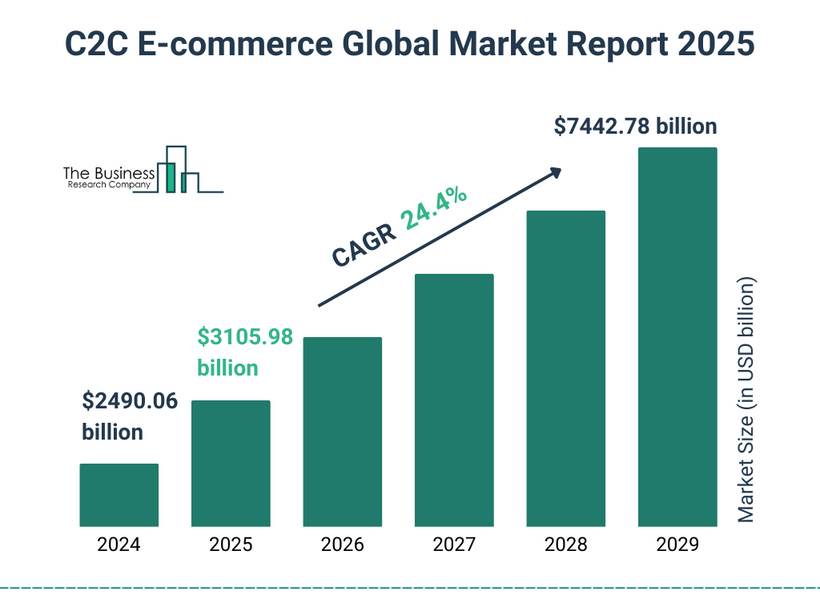 C2C E-commerce Global Market Report 2025
The Business
Research Company
$2490.06
billion
$3105.98
billion
CAGR 24.4%
$7442.78 billion
Market Size (in USD billion)
2024
2025
2026
2027
2028
2029